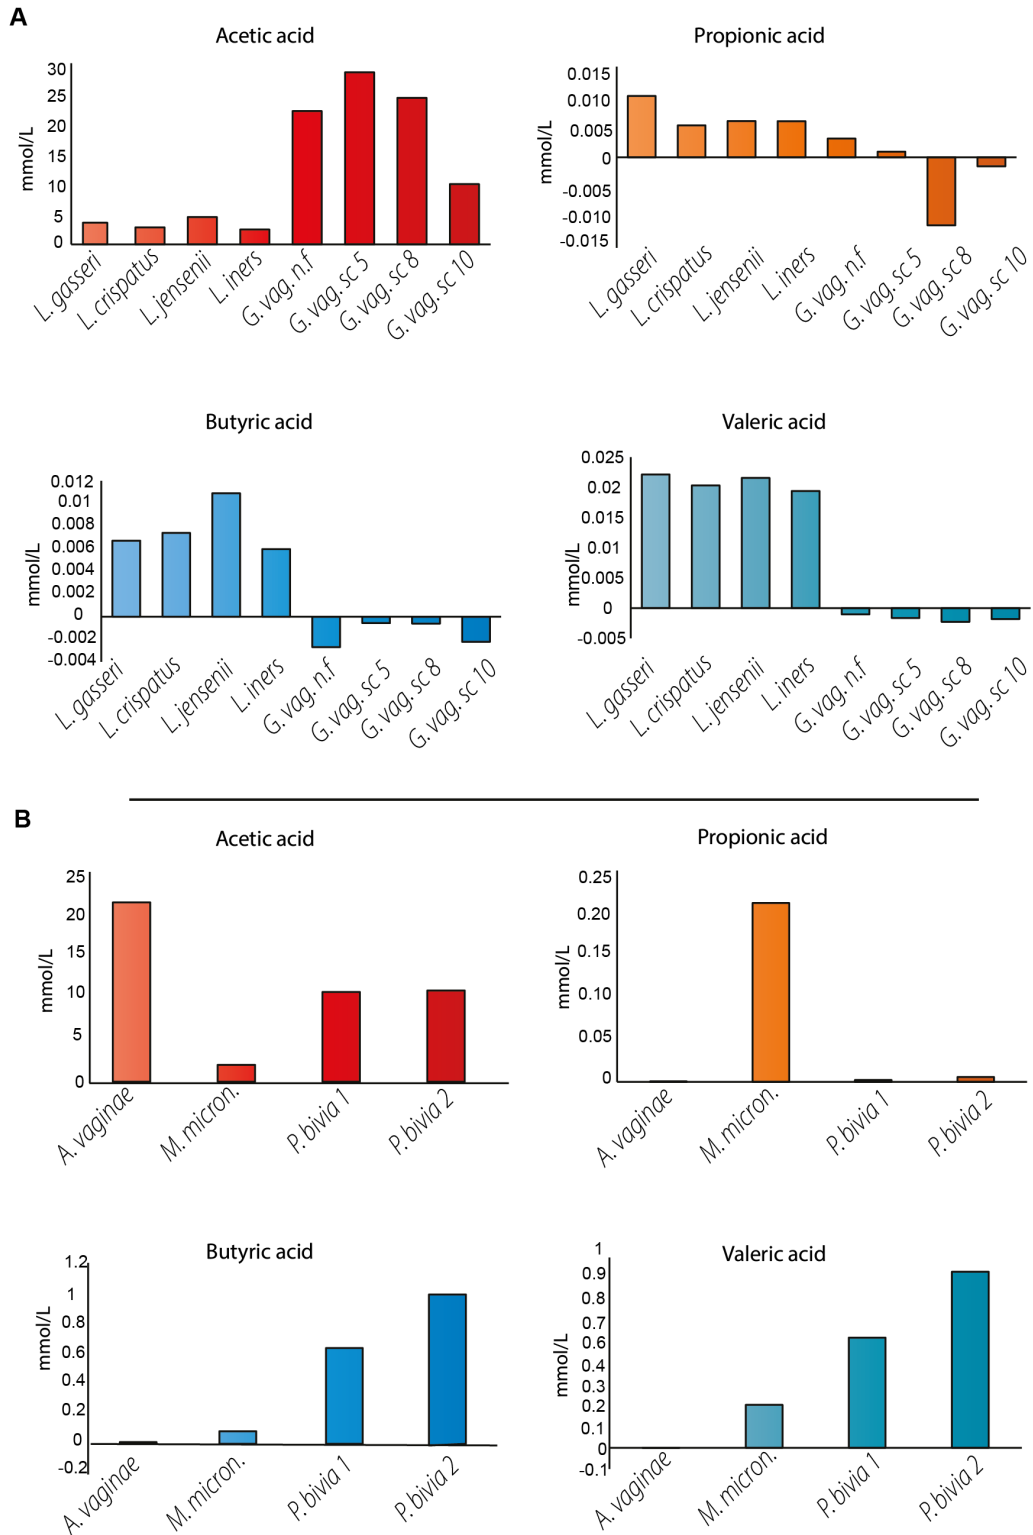 A
Acetic acid
mmol/L
30
25
20
15
10
5
0
L. gasseri
L. crispatus
L. jensenii
L. iners
G. vag. n.f
G. vag. sc 5
G. vag. sc 8
G. vag. sc 10
Propionic acid
mmol/L
0.015
0.010
0.005
0
-0.005
-0.010
-0.015
L. gasseri
L. crispatus
L. jensenii
L. iners
G. vag. n.f
G. vag. sc 5
G. vag. sc 8
G. vag. sc 10
Butyric acid
mmol/L
0.012
0.01
0.008
0.006
0.004
0.002
0
-0.002
-0.004
L. gasseri
L. crispatus
L. jensenii
L. iners
G. vag. n.f
G. vag. sc 5
G. vag. sc 8
G. vag. sc 10
Valeric acid
mmol/L
0.025
0.02
0.015
0.01
0.005
0
-0.005
L. gasseri
L. crispatus
L. jensenii
L. iners
G. vag. n.f
G. vag. sc 5
G. vag. sc 8
G. vag. sc 10
B
Acetic acid
mmol/L
25
20
15
10
5
0
A. vaginae
M. micron.
P. bivia 1
P. bivia 2
Propionic acid
mmol/L
0.25
0.20
0.15
0.10
0.05
0
A. vaginae
M. micron.
P. bivia 1
P. bivia 2
Butyric acid
mmol/L
1.2
1
0.8
0.6
0.4
0.2
0
-0.2
A. vaginae
M. micron.
P. bivia 1
P. bivia 2
Valeric acid
mmol/L
1
0.9
0.8
0.7
0.6
0.4
0.3
0.2
0.1
0
-0.1
A. vaginae
M. micron.
P. bivia 1
P. bivia 2